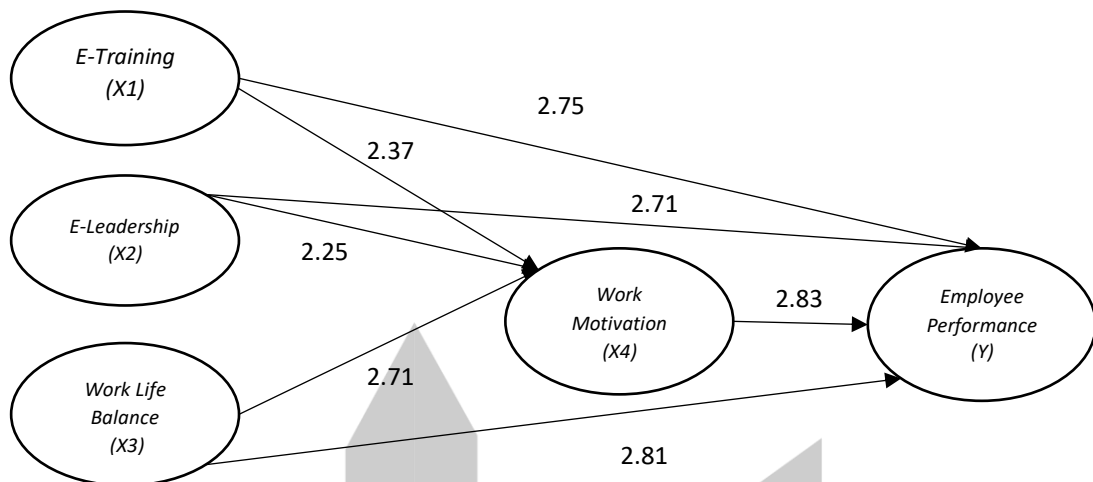 E-Training
(X1)
2.75
2.37
E-Leadership
(X2)
2.71
2.25
Work
Motivation
(X4)
2.83
Employee
Performance
(Y)
Work Life
Balance
(X3)
2.71
2.81